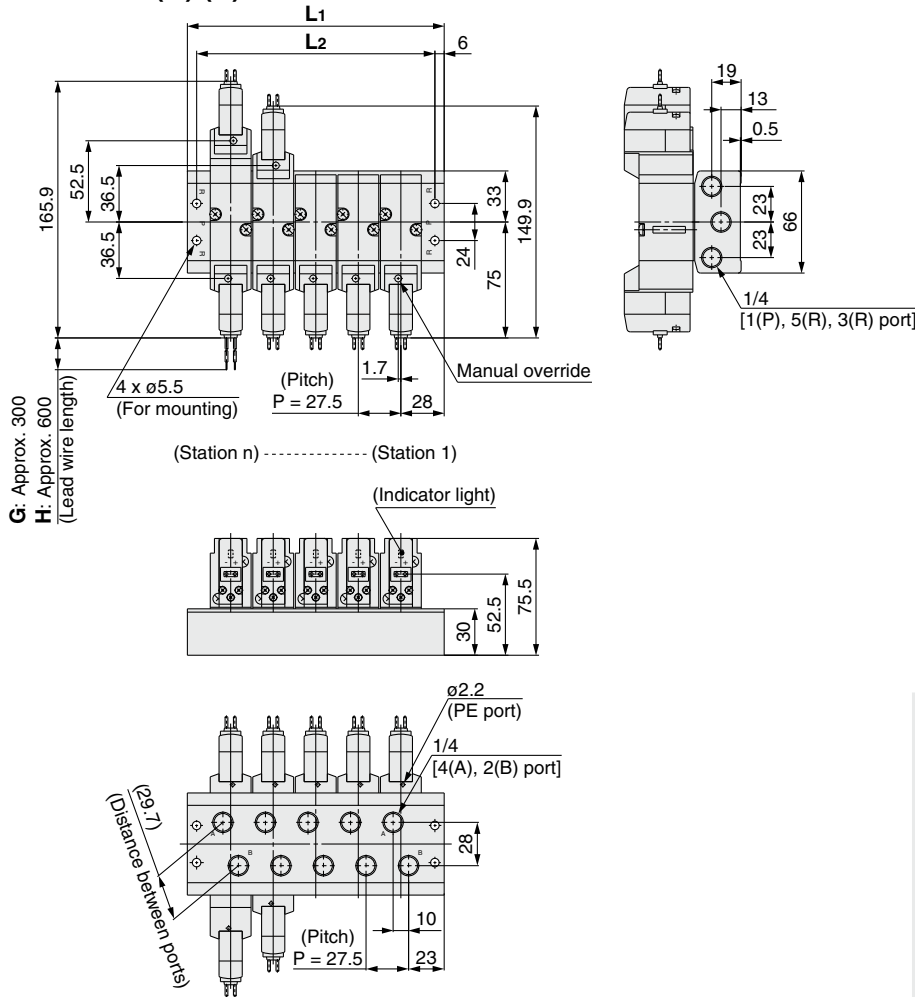 L1
L2
6
165.9
52.5
36.5
36.5
R
P
R
R
P
R
33
24
75
149.9
19
13
0.5
23
23
66
1/4
[1(P), 5(R), 3(R) port]
4 x ø5.5
(For mounting)
(Pitch)
P = 27.5
1.7
28
Manual override
G: Approx. 300
H: Approx. 600
(Lead wire length)
(Station n) ------------ (Station 1)
(Indicator light)
- +
- +
- +
- +
- +
30
52.5
75.5
ø2.2
(PE port)
1/4
[4(A), 2(B) port]
(29.7)
(Distance between ports)
A
A
B
B
28
10
(Pitch)
P = 27.5
23